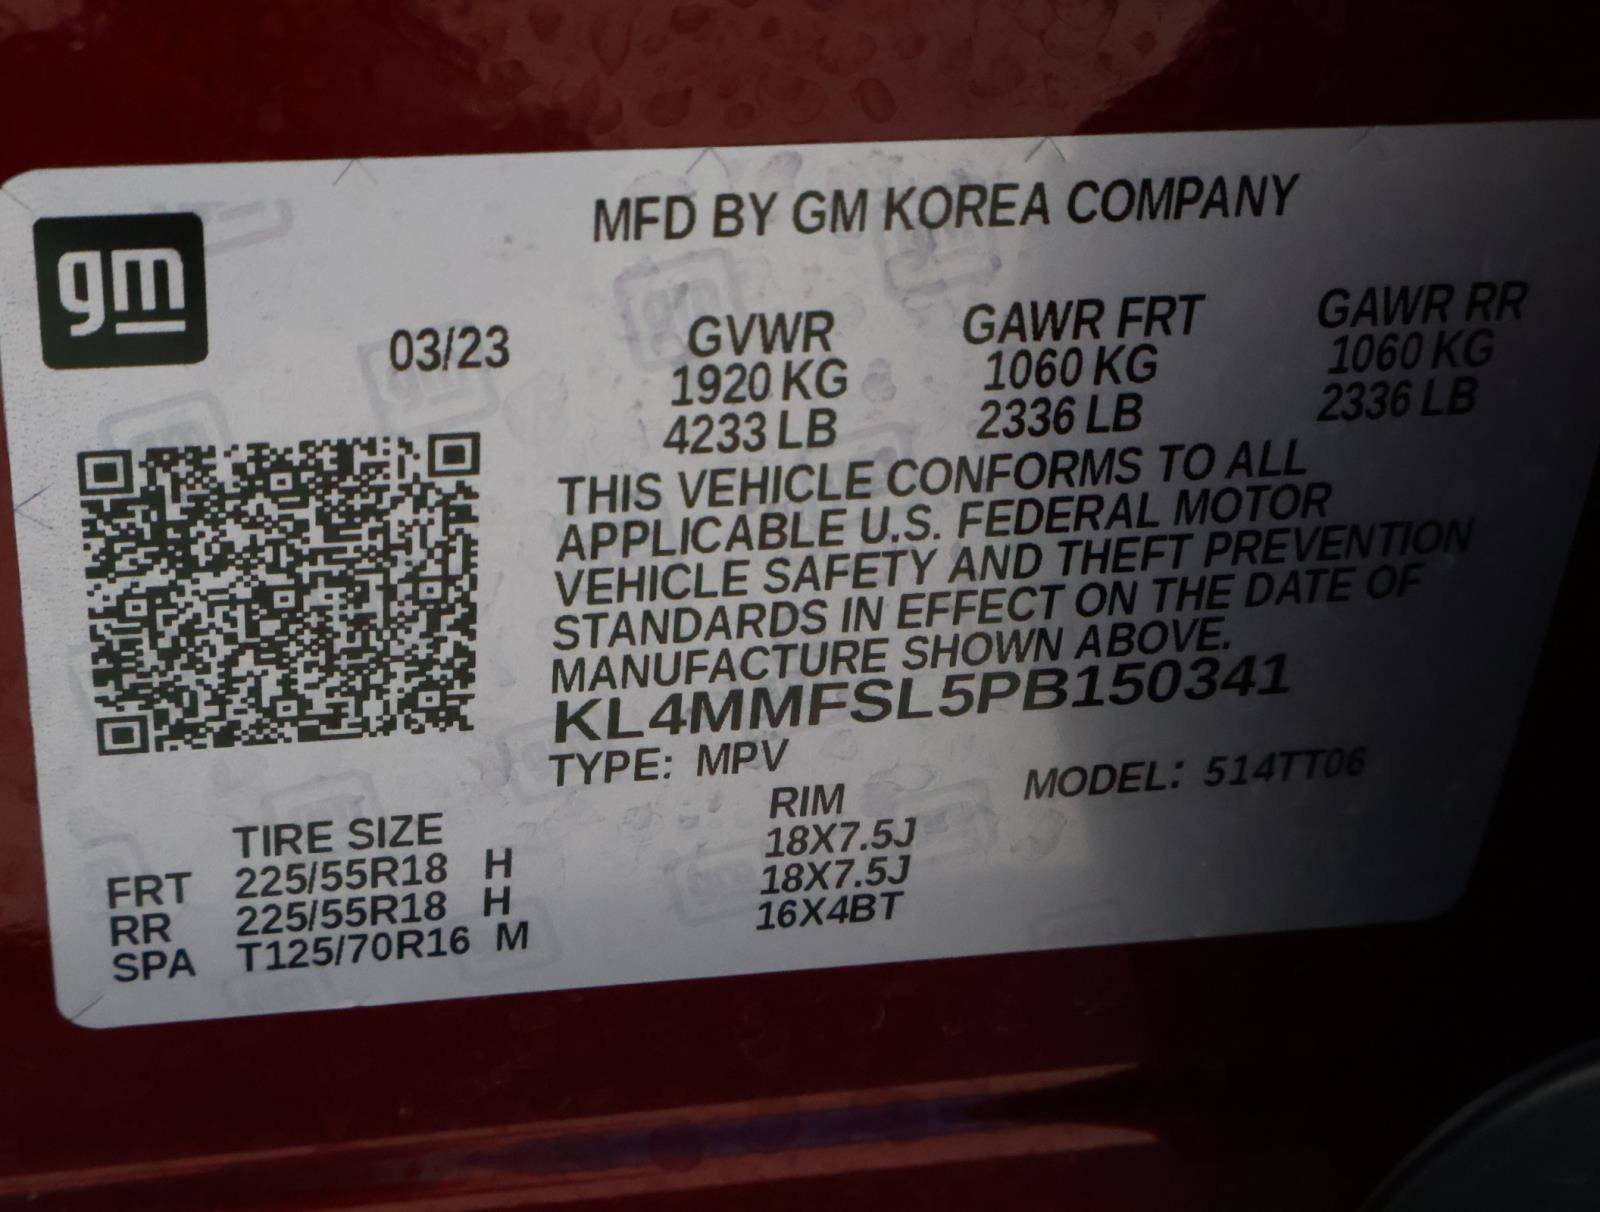 gm
MFD BY GM KOREA COMPANY
03/23
GVWR GAWR FRT GAWR RR
1920 KG 1060 KG 1060 KG
4233 LB 2336 LB 2336 LB
THIS VEHICLE CONFORMS TO ALL
APPLICABLE U.S. FEDERAL MOTOR
VEHICLE SAFETY AND THEFT PREVENTION
STANDARDS IN EFFECT ON THE DATE OF
MANUFACTURE SHOWN ABOVE.
KL4MMFSL5PB150341
TYPE: MPV MODEL: 514TT06
TIRE SIZE RIM
FRT 225/55R18 H 18X7.5J
RR 225/55R18 H 18X7.5J
SPA T125/70R16 M 16X4BT